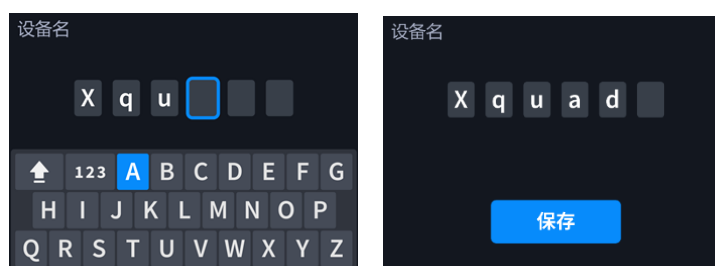 设备名
X q u
123 A B C D E F G
H I J K L M N O P
Q R S T U V W X Y Z
设备名
X q u a d
保存